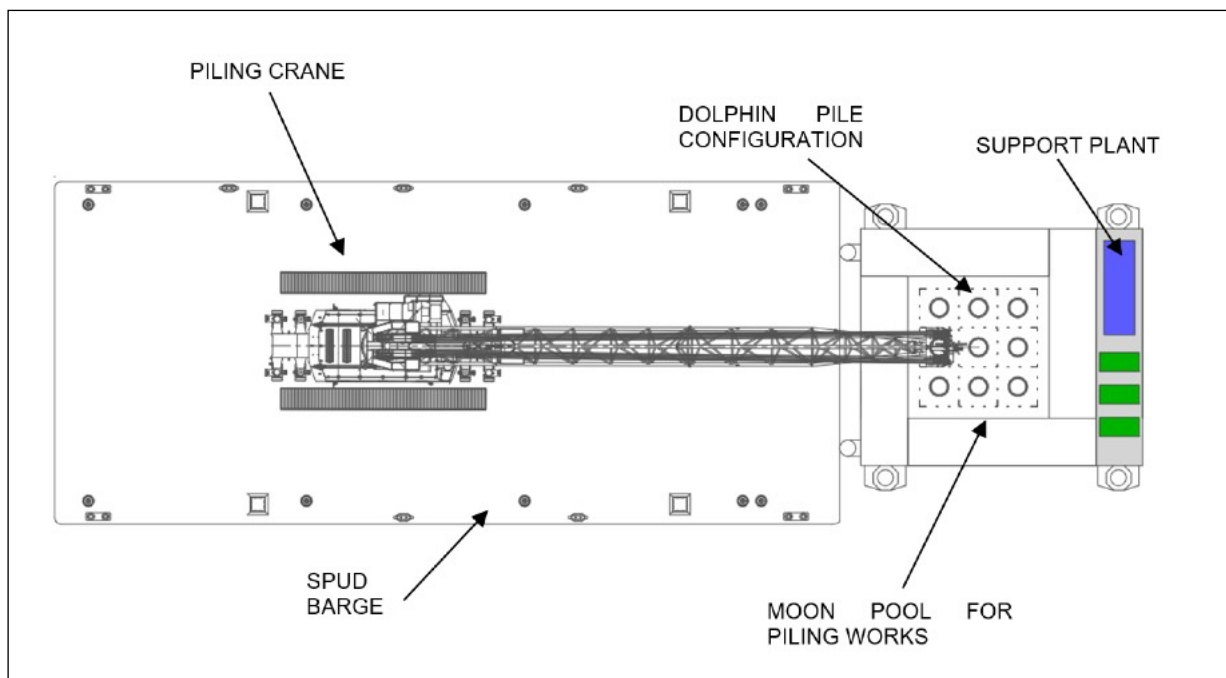 PILING CRANE
DOLPHIN PILE
CONFIGURATION
SUPPORT PLANT
SPUD
BARGE
MOON POOL FOR
PILING WORKS